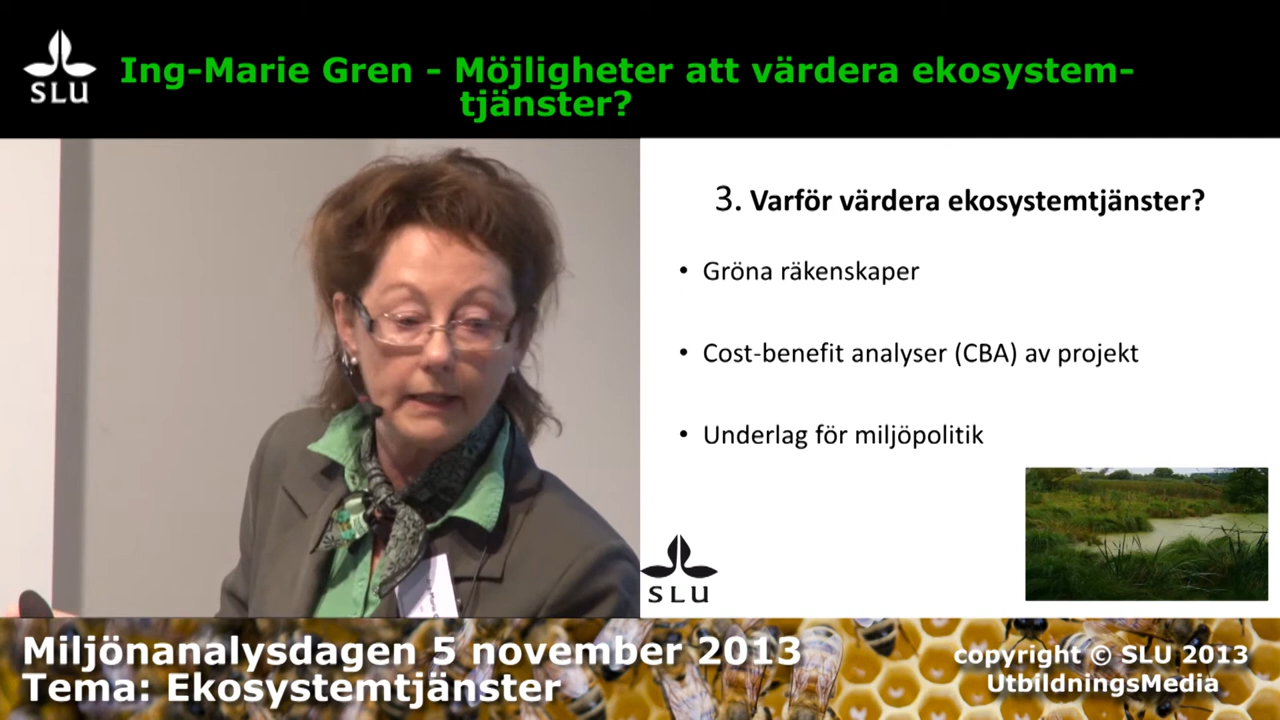 SLU
Ing-Marie Gren - Möjligheter att värdera ekosystem-
tjänster?
3. Varför värdera ekosystemtjänster?
• Gröna räkenskaper
• Cost-benefit analyser (CBA) av projekt
• Underlag för miljöpolitik
SLU
Miljönanalysdagen 5 november 2013
Tema: Ekosystemtjänster
copyright © SLU 2013
UtbildningsMedia